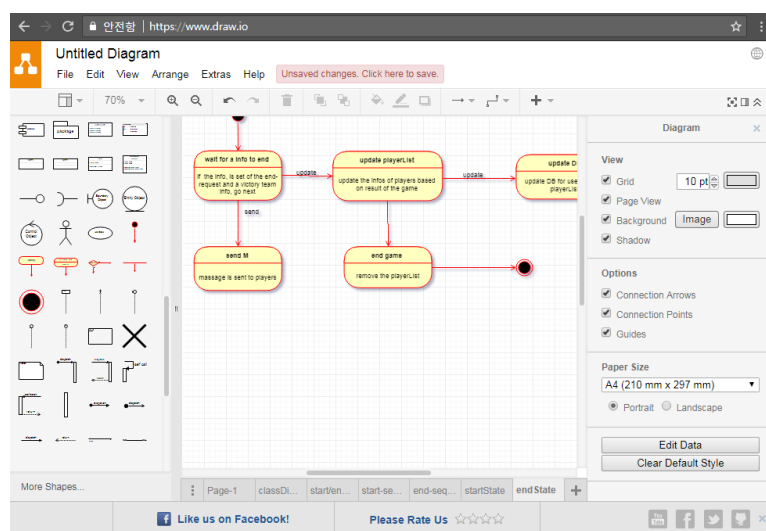 안전함 | https://www.draw.io
Untitled Diagram
File Edit View Arrange Extras Help Unsaved changes. Click here to save.
70%
package
Diagram
View
Grid 10 pt
Page View
Background Image
Shadow
Options
Connection Arrows
Connection Points
Guides
Paper Size
A4 (210 mm x 297 mm)
Portrait Landscape
Edit Data
Clear Default Style
wait for a info to end
if the info, is set of the end-
request and a victory team
info, go next
update
update playerList
update the infos of players based
on result of the game
update
update D
update DB for use
playerLis
send
send M
massage is sent to players
end game
remove the playerList
self call
More Shapes...
Page-1 classDi... start/en... start-se... end-seq... startState endState
Like us on Facebook! Please Rate Us